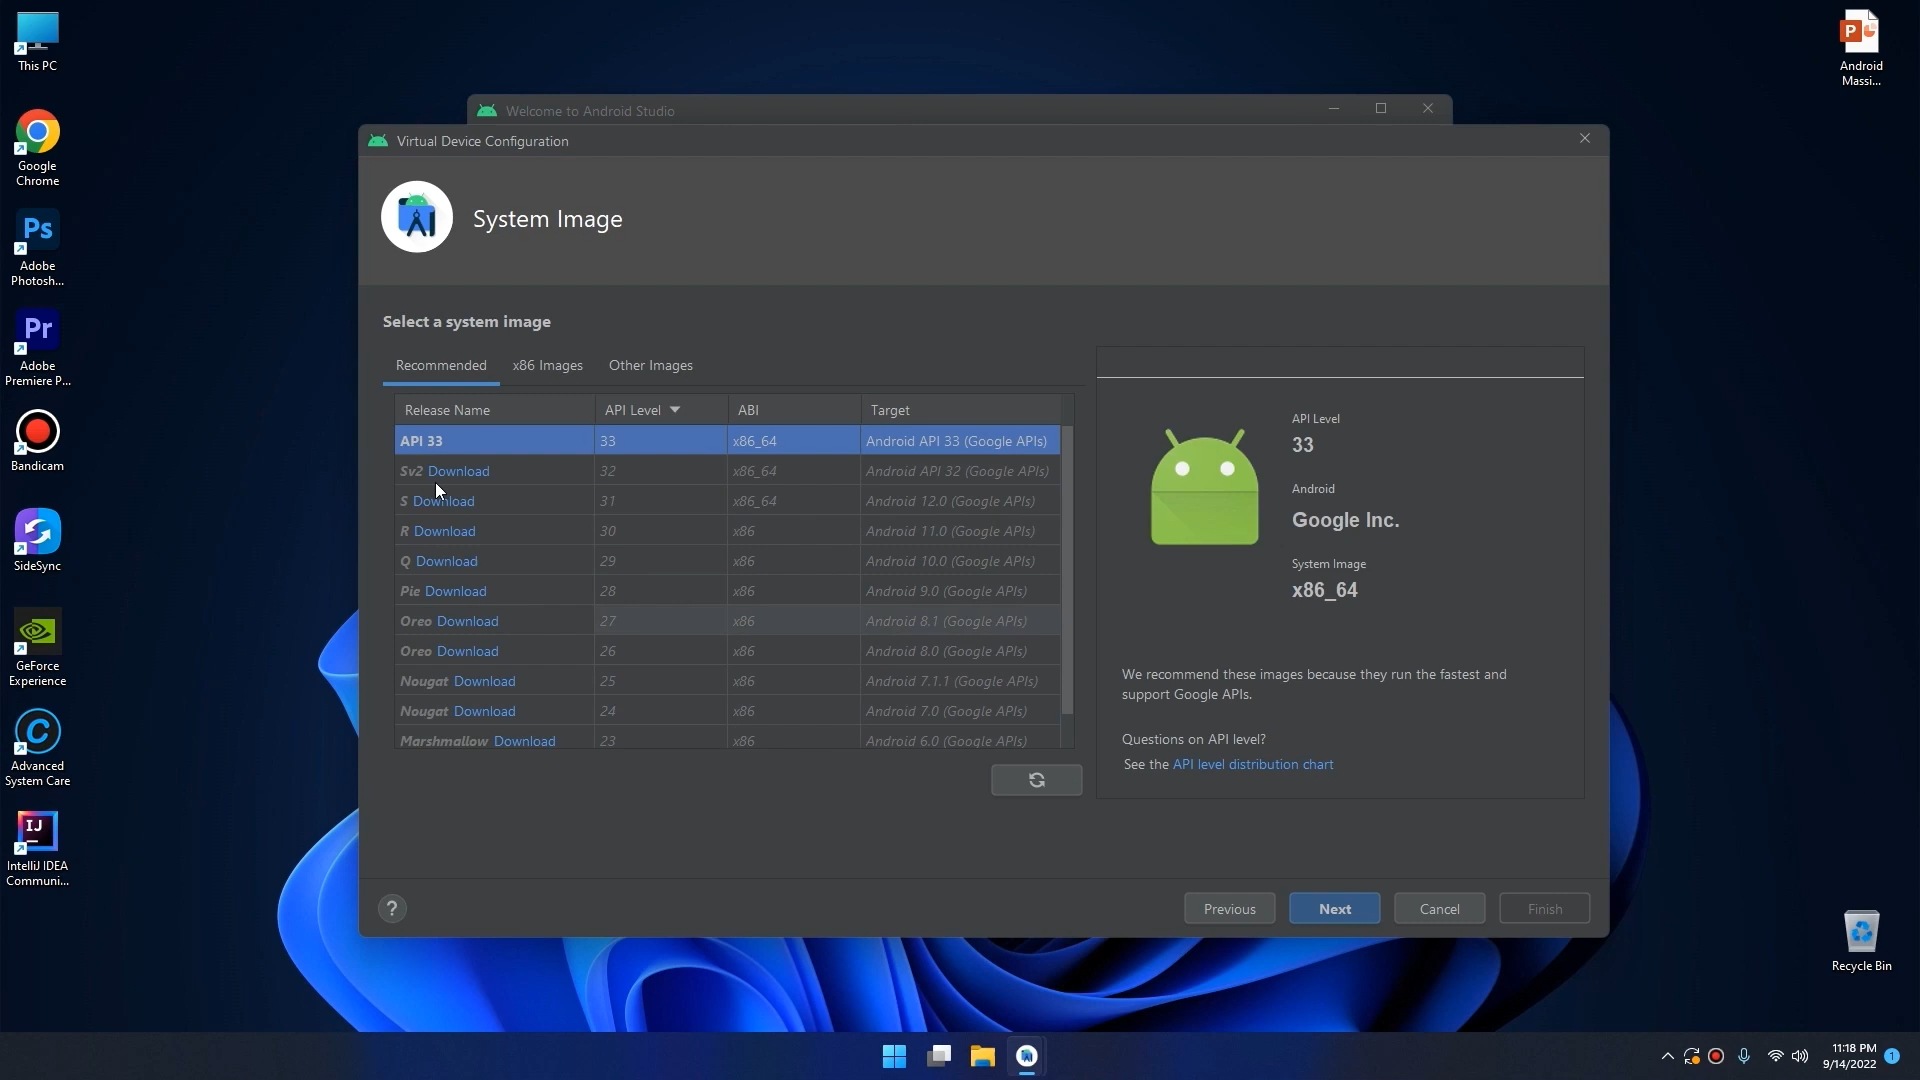 This PC
Google
Chrome
Ps
Adobe
Photosh...
Pr
Adobe
Premiere P...
Bandicam
SideSync
GeForce
Experience
C
Advanced
System Care
IJ
IntelliJ IDEA
Communi...
P
Android
Massi...
Recycle Bin
Welcome to Android Studio
Virtual Device Configuration
System Image
Select a system image
Recommended x86 Images Other Images
Release Name API Level ABI Target
API 33 33 x86_64 Android API 33 (Google APIs)
Sv2 Download 32 x86_64 Android API 32 (Google APIs)
S Download 31 x86_64 Android 12.0 (Google APIs)
R Download 30 x86 Android 11.0 (Google APIs)
Q Download 29 x86 Android 10.0 (Google APIs)
Pie Download 28 x86 Android 9.0 (Google APIs)
Oreo Download 27 x86 Android 8.1 (Google APIs)
Oreo Download 26 x86 Android 8.0 (Google APIs)
Nougat Download 25 x86 Android 7.1.1 (Google APIs)
Nougat Download 24 x86 Android 7.0 (Google APIs)
Marshmallow Download 23 x86 Android 6.0 (Google APIs)
API Level
33
Android
Google Inc.
System Image
x86_64
We recommend these images because they run the fastest and
support Google APIs.
Questions on API level?
See the API level distribution chart
?
Previous Next Cancel Finish
11:18 PM
9/14/2022
1